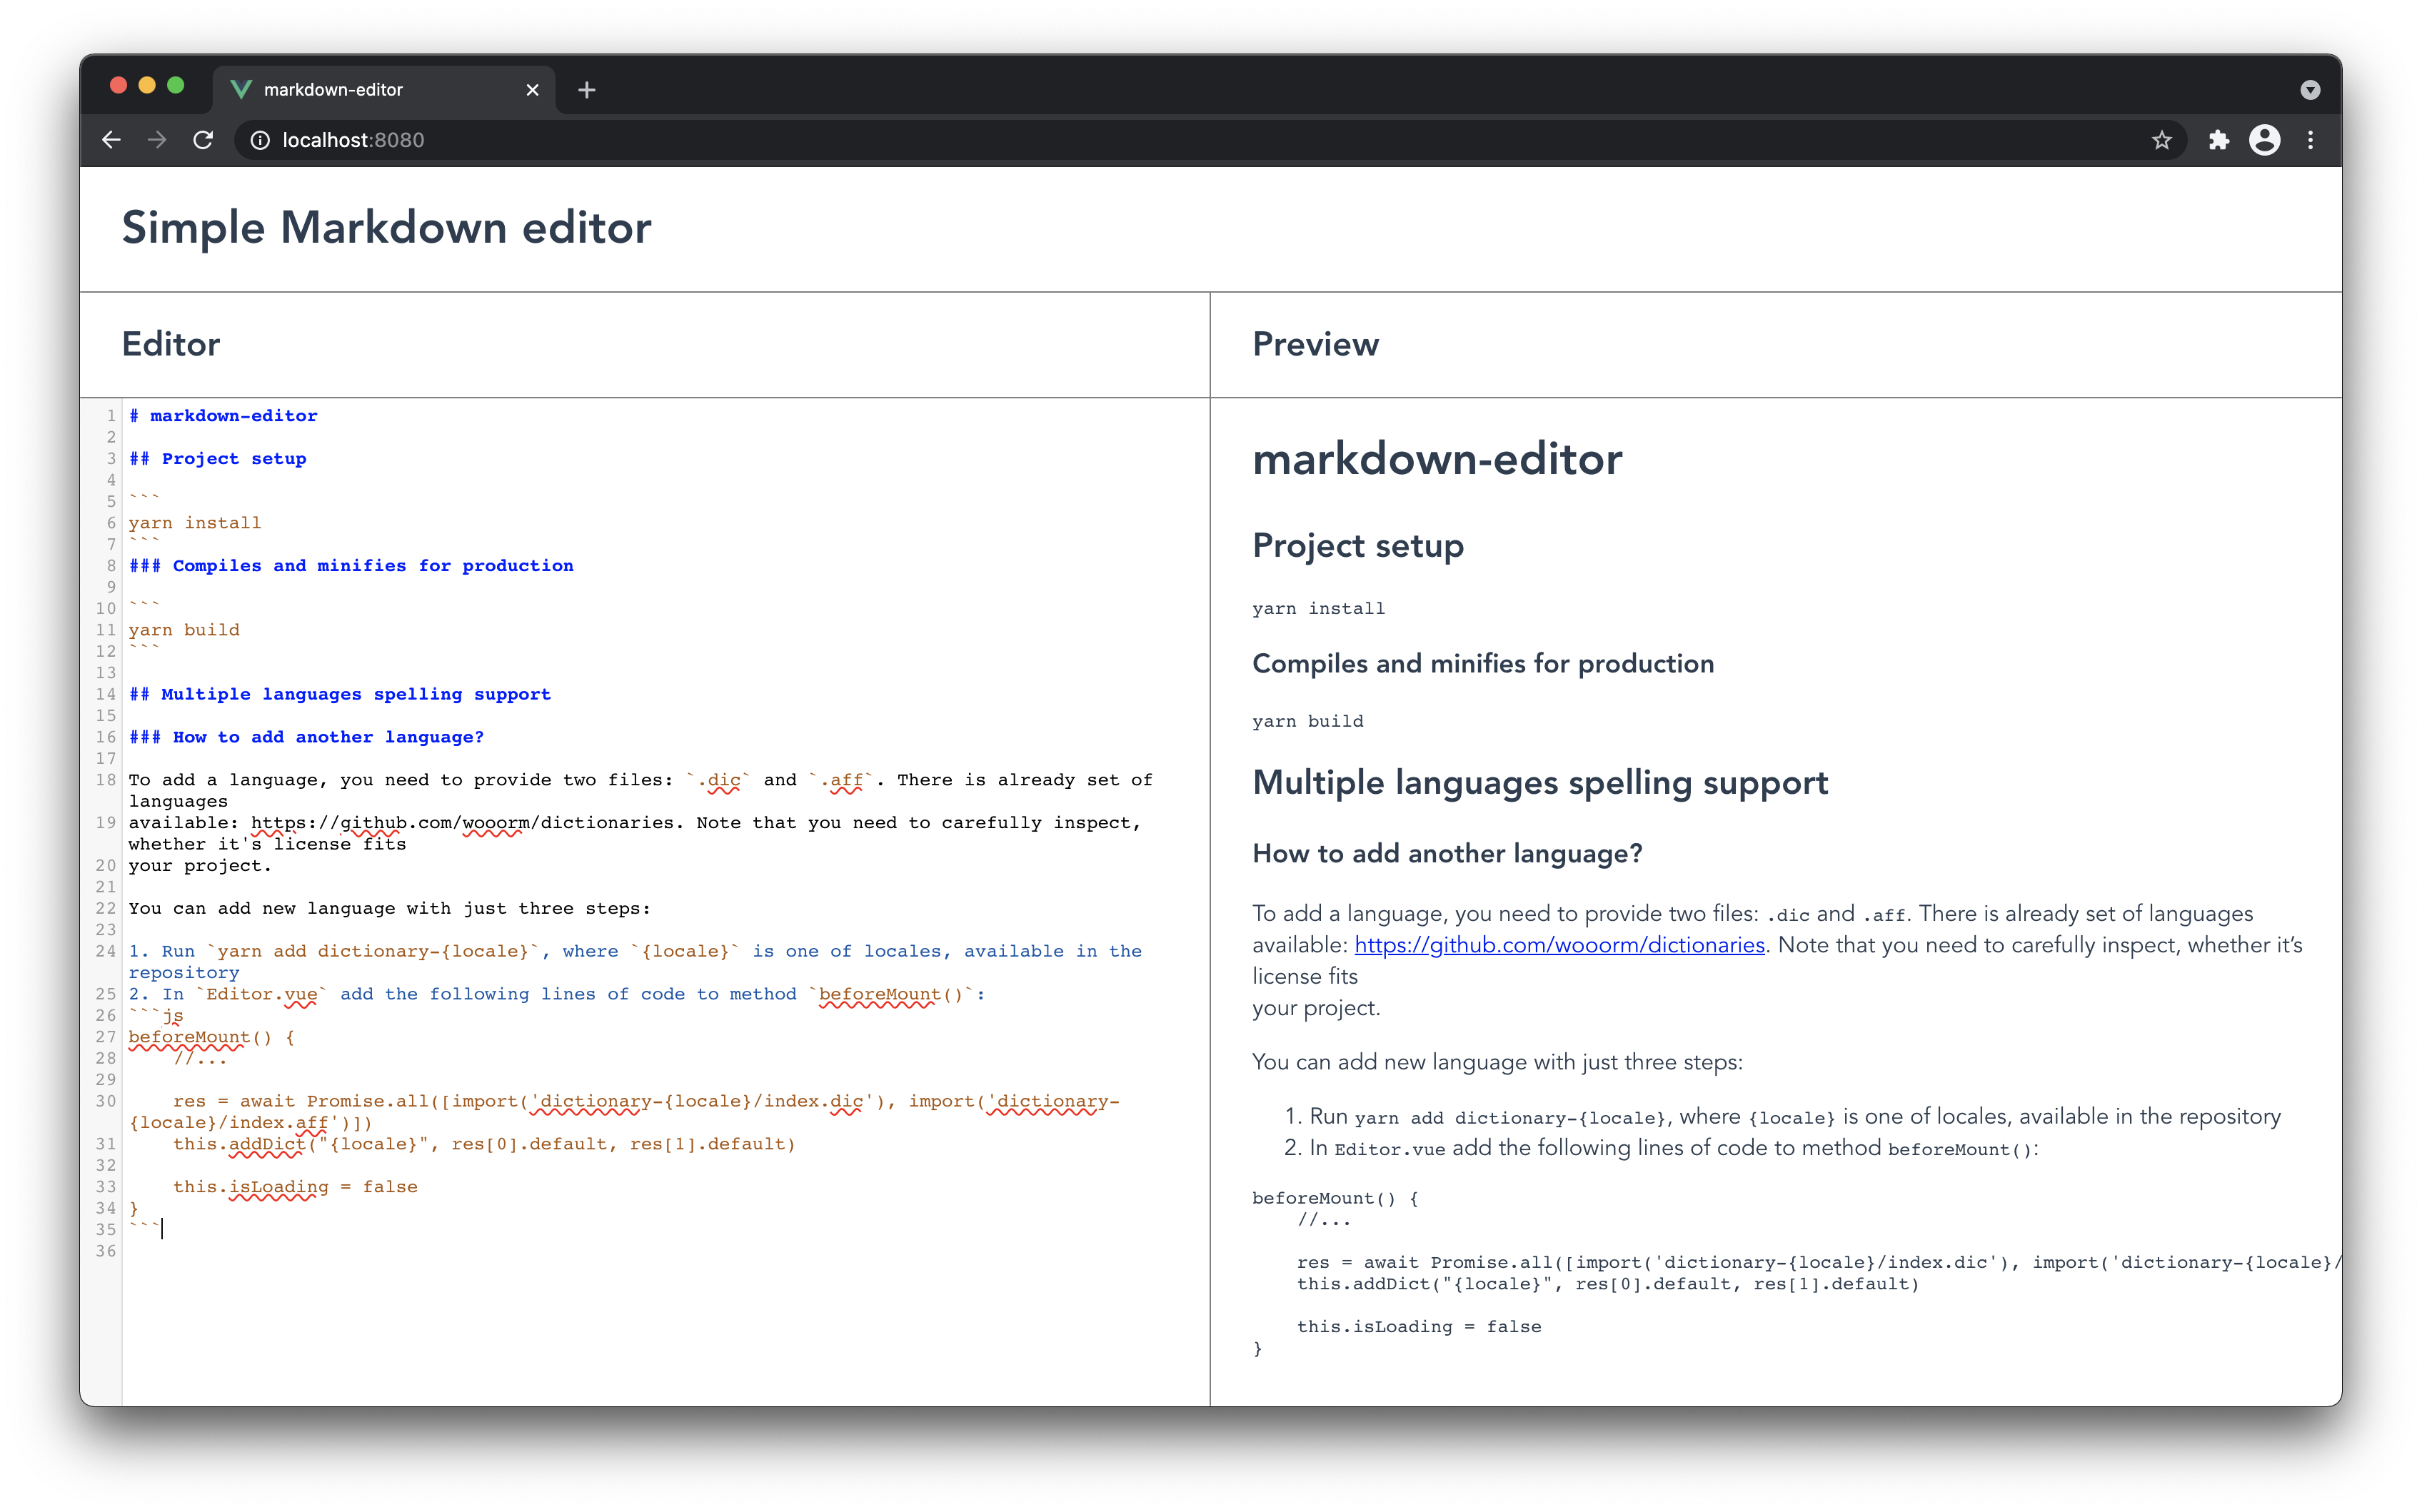 markdown-editor
localhost:8080
Simple Markdown editor
Editor
1 # markdown-editor
2
3 ## Project setup
4
5 ```
6 yarn install
7 ```
8 ### Compiles and minifies for production
9
10 ```
11 yarn build
12 ```
13
14 ## Multiple languages spelling support
15
16 ### How to add another language?
17
18 To add a language, you need to provide two files: `.dic` and `.aff`. There is already set of
languages
19 available: https://github.com/wooorm/dictionaries. Note that you need to carefully inspect,
whether it's license fits
20 your project.
21
22 You can add new language with just three steps:
23
24 1. Run `yarn add dictionary-{locale}`, where `{locale}` is one of locales, available in the
repository
25 2. In `Editor.vue` add the following lines of code to method `beforeMount()`:
26 ```js
27 beforeMount() {
28     //...
29
30     res = await Promise.all([import('dictionary-{locale}/index.dic'), import('dictionary-
{locale}/index.aff')])
31     this.addDict("{locale}", res[0].default, res[1].default)
32
33     this.isLoading = false
34 }
35 ```
36
Preview
markdown-editor
Project setup
yarn install
Compiles and minifies for production
yarn build
Multiple languages spelling support
How to add another language?
To add a language, you need to provide two files: .dic and .aff. There is already set of languages
available: https://github.com/wooorm/dictionaries. Note that you need to carefully inspect, whether it’s
license fits
your project.
You can add new language with just three steps:
1. Run yarn add dictionary-{locale}, where {locale} is one of locales, available in the repository
2. In Editor.vue add the following lines of code to method beforeMount():
beforeMount() {
    //...
    res = await Promise.all([import('dictionary-{locale}/index.dic'), import('dictionary-{locale}/
    this.addDict("{locale}", res[0].default, res[1].default)
    this.isLoading = false
}